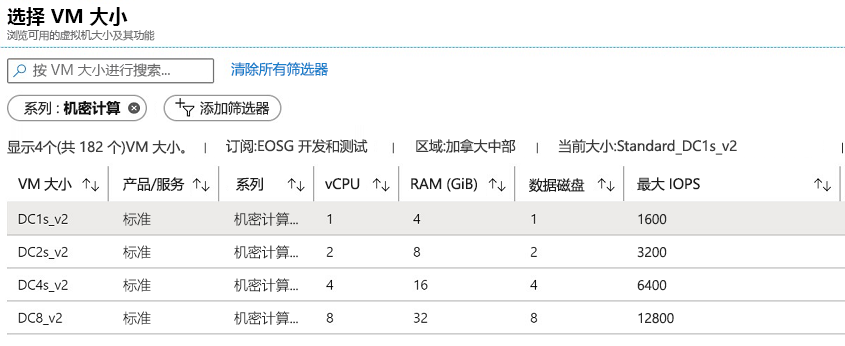 选择 VM 大小
浏览可用的虚拟机大小及其功能
按 VM 大小进行搜索... 清除所有筛选器
系列 : 机密计算 添加筛选器
显示4个(共 182 个)VM 大小。 | 订阅:EOSG 开发和测试 | 区域:加拿大中部 | 当前大小:Standard_DC1s_v2
VM 大小 产品/服务 系列 vCPU RAM (GiB) 数据磁盘 最大 IOPS
DC1s_v2 标准 机密计算... 1 4 1 1600
DC2s_v2 标准 机密计算... 2 8 2 3200
DC4s_v2 标准 机密计算... 4 16 4 6400
DC8_v2 标准 机密计算... 8 32 8 12800